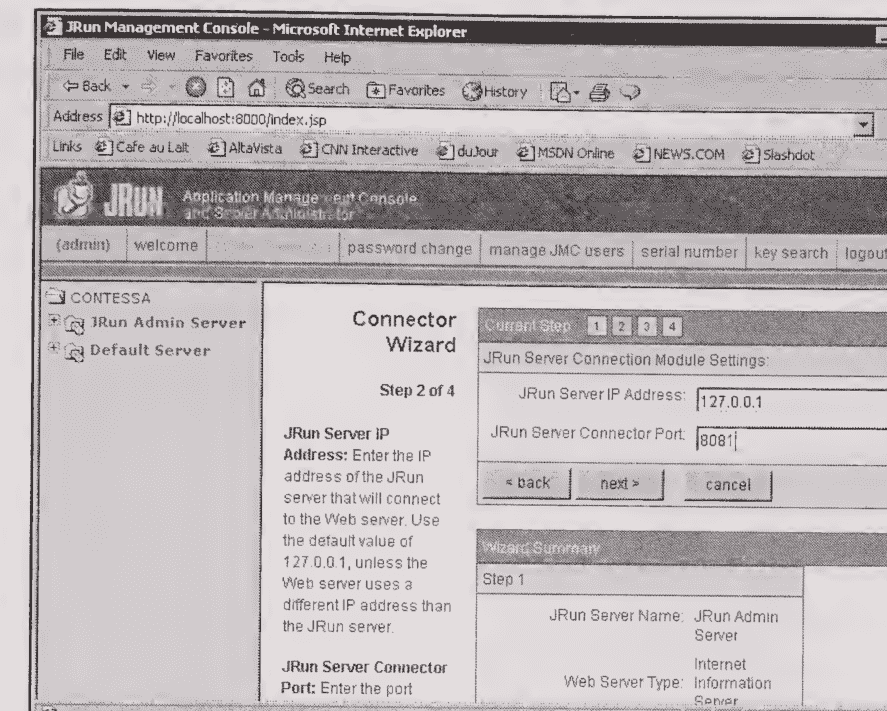 JRun Management Console - Microsoft Internet Explorer
File Edit View Favorites Tools Help
Back Search Favorites History
Address http://localhost:8000/index.jsp
Links Cafe au Lait AltaVista CNN Interactive duJour MSDN Online NEWS.COM Slashdot
JRUN Application Management Console
and Server Administrator
(admin) welcome password change manage JMC users serial number key search logout
CONTESSA
JRun Admin Server
Default Server
Connector
Wizard
Step 2 of 4
JRun Server IP
Address: Enter the IP
address of the JRun
server that will connect
to the Web server. Use
the default value of
127.0.0.1, unless the
Web server uses a
different IP address than
the JRun server.
JRun Server Connector
Port: Enter the port
Current Step 1 2 3 4
JRun Server Connection Module Settings:
JRun Server IP Address: 127.0.0.1
JRun Server Connector Port: 8081
< back next > cancel
Wizard Summary
Step 1
JRun Server Name: JRun Admin
Server
Web Server Type: Internet
Information
Server